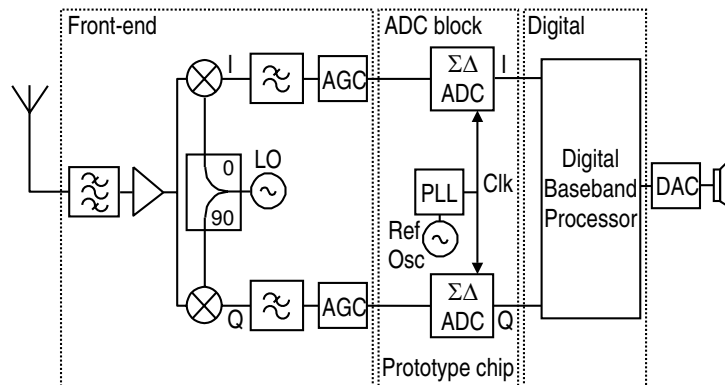 Front-end
ADC block
Digital
I
AGC
ΣΔ
ADC
I
0
90
LO
PLL
Clk
Ref
Osc
Digital
Baseband
Processor
DAC
Q
AGC
ΣΔ
ADC
Q
Prototype chip